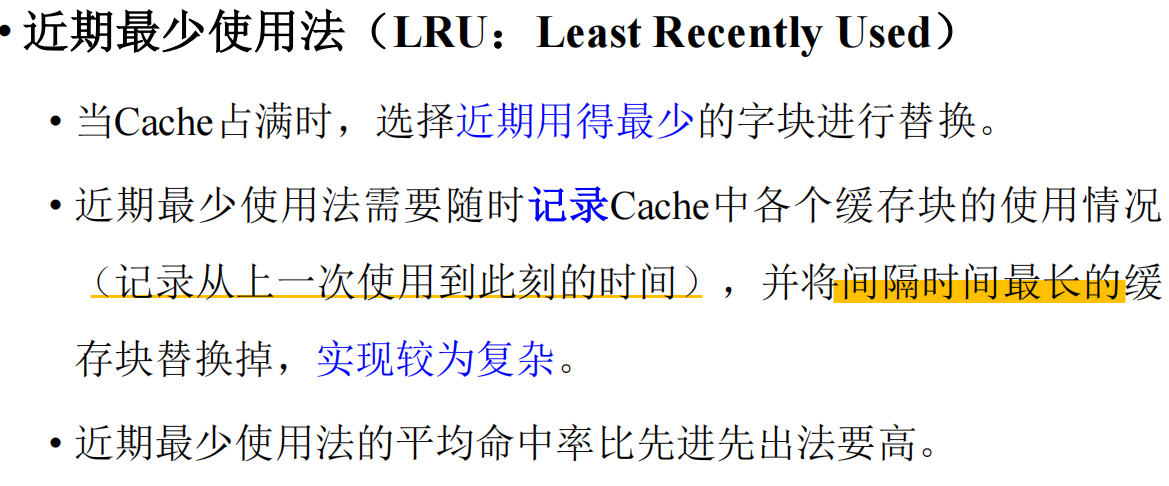 • 近期最少使用法（LRU：Least Recently Used）
• 当Cache占满时，选择近期用得最少的字块进行替换。
• 近期最少使用法需要随时记录Cache中各个缓存块的使用情况
（记录从上一次使用到此刻的时间），并将间隔时间最长的缓
存块替换掉，实现较为复杂。
• 近期最少使用法的平均命中率比先进先出法要高。